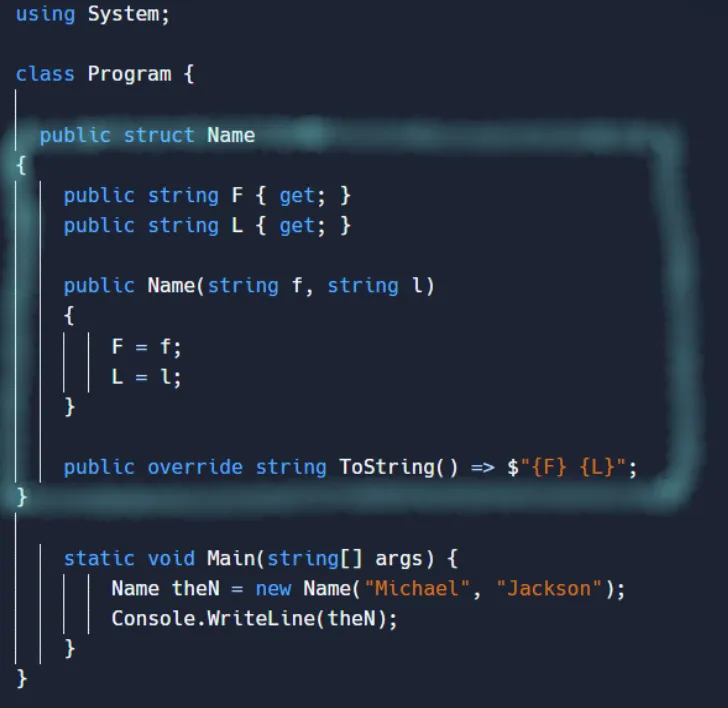 using System;
class Program {
public struct Name
{
public string F { get; }
public string L { get; }
public Name(string f, string l)
{
F = f;
L = l;
}
public override string ToString() => $"{F} {L}";
}
static void Main(string[] args) {
Name theN = new Name("Michael", "Jackson");
Console.WriteLine(theN);
}
}